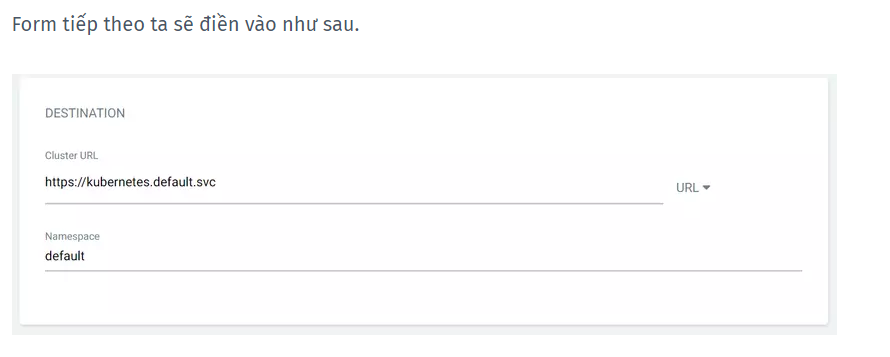 Form tiếp theo ta sẽ điền vào như sau.
DESTINATION
Cluster URL
https://kubernetes.default.svc
URL
Namespace
default